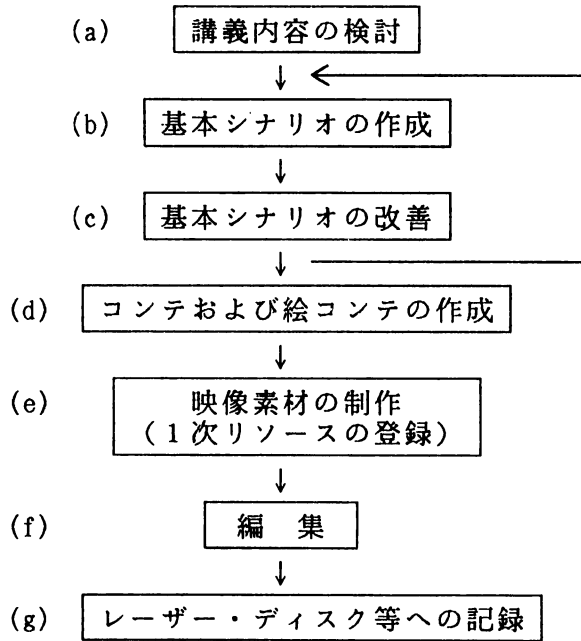 (a) 講義内容の検討
(b) 基本シナリオの作成
(c) 基本シナリオの改善
(d) コンテおよび絵コンテの作成
(e) 映像素材の制作
(1次リソースの登録)
(f) 編 集
(g) レーザー・ディスク等への記録